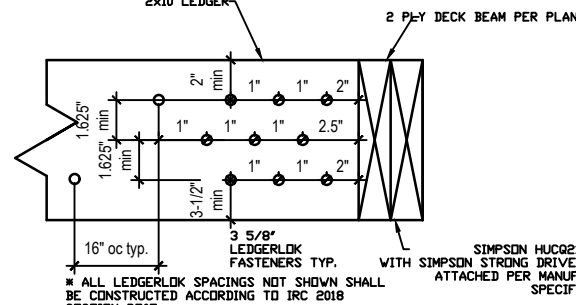 2x10 LEDGER
2 PLY DECK BEAM PER PLAN
2" min
1" 1" 2"
1.625" min
1" 1" 1" 2.5"
1.625" min
1" 1" 2"
3-1/2" min
16" oc typ.
3 5/8"
LEDGERLOK
FASTENERS TYP.
SIMPSON HUCQ2
WITH SIMPSON STRONG DRIVE
ATTACHED PER MANUF
SPECIF
* ALL LEDGERLOK SPACINGS NOT SHOWN SHALL
BE CONSTRUCTED ACCORDING TO IRC 2018